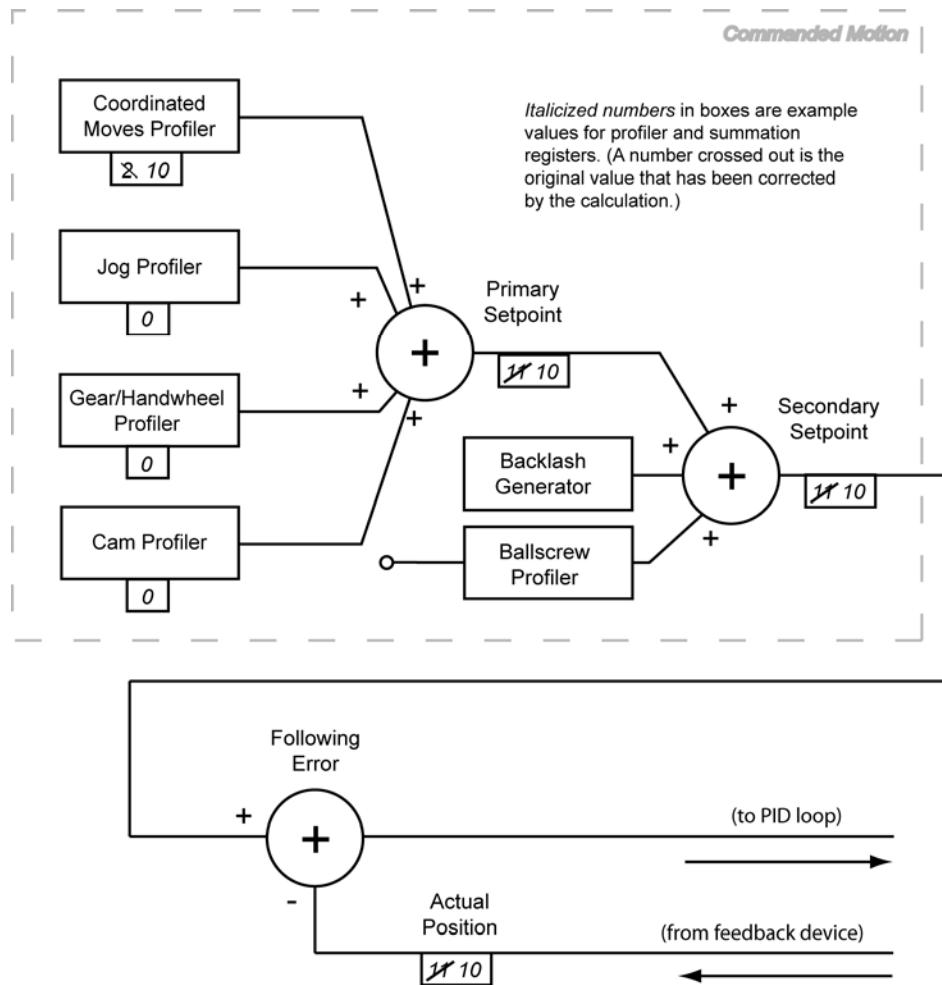 Commanded Motion
Coordinated
Moves Profiler
2 10
Italicized numbers in boxes are example
values for profiler and summation
registers. (A number crossed out is the
original value that has been corrected
by the calculation.)
Jog Profiler
0
+
+
Primary
Setpoint
+
11 10
Gear/Handwheel
Profiler
0
+
+
Secondary
Setpoint
+
+
Backlash
Generator
+
11 10
Cam Profiler
0
Ballscrew
Profiler
+
Following
Error
+
+
(to PID loop)
-
Actual
Position
(from feedback device)
11 10